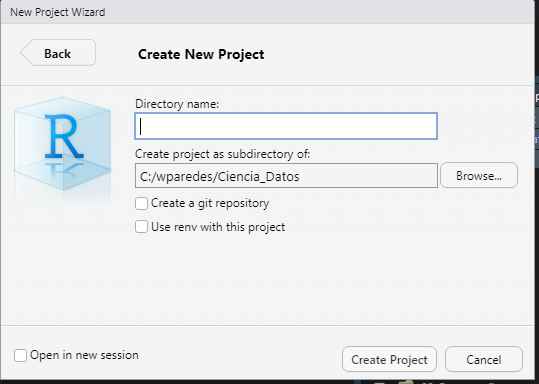 New Project Wizard
Back
Create New Project
R
Directory name:
Create project as subdirectory of:
C:/wparedes/Ciencia_Datos
Browse...
Create a git repository
Use renv with this project
Open in new session
Create Project
Cancel